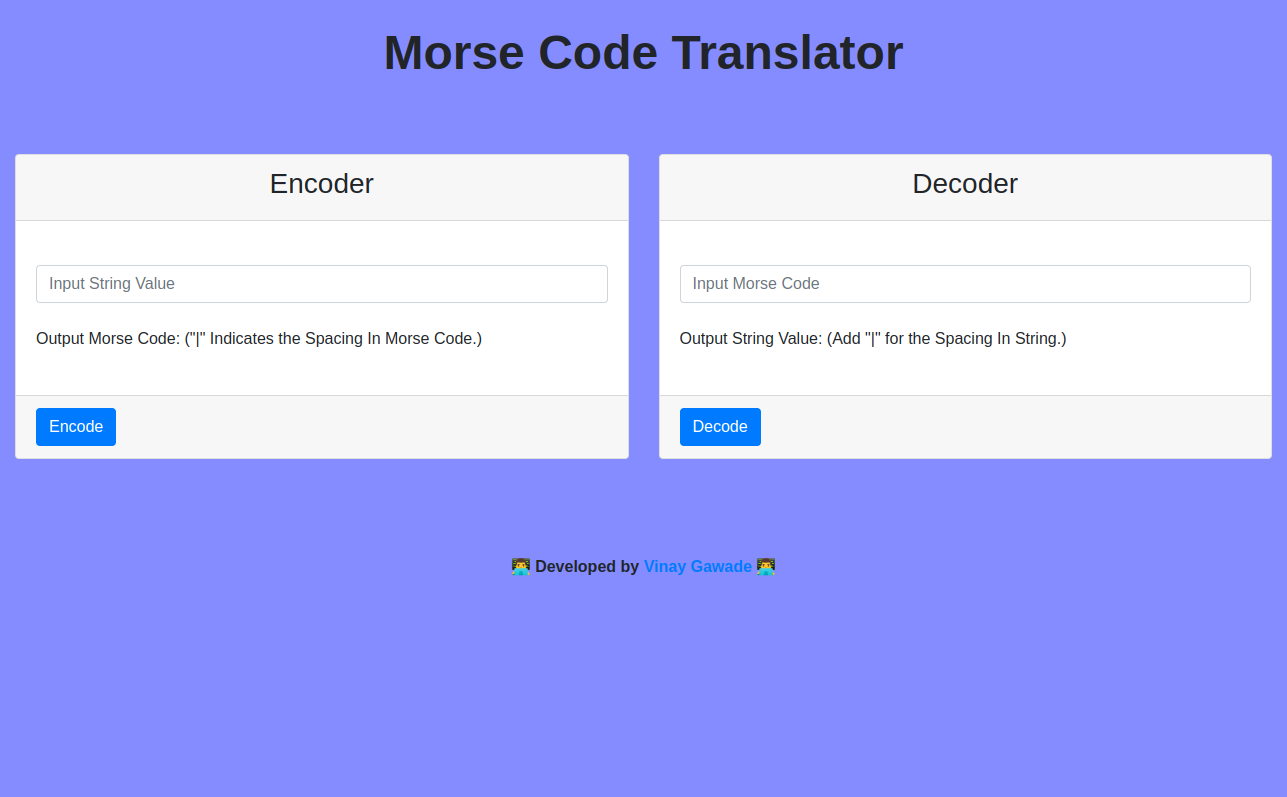 Morse Code Translator
Encoder
Input String Value
Output Morse Code: ("|" Indicates the Spacing In Morse Code.)
Encode
Decoder
Input Morse Code
Output String Value: (Add "|" for the Spacing In String.)
Decode
👨‍💻 Developed by Vinay Gawade 👨‍💻